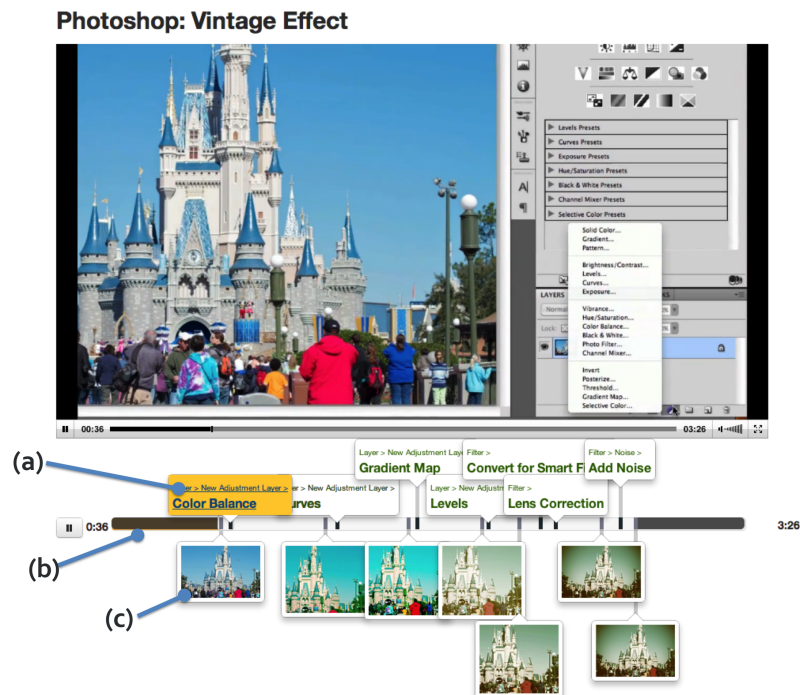 Photoshop: Vintage Effect
Levels Presets
Curves Presets
Exposure Presets
Hue/Saturation Presets
Black & White Presets
Channel Mixer Presets
Selective Color Presets
Solid Color...
Gradient...
Pattern...
Brightness/Contrast...
Levels...
Curves...
Exposure...
Vibrance...
Hue/Saturation...
Color Balance...
Black & White...
Photo Filter...
Channel Mixer...
Invert
Posterize...
Threshold...
Gradient Map...
Selective Color...
LAYERS
KS
Normal
Lock:
00:36
03:26
(a)
Layer > New Adjustment Lay
Gradient Map
Filter >
Convert for Smart F
Filter > Noise >
Add Noise
er > New Adjustment Layer >
Color Balance
er > New Adjustment Layer >
urves
Layer > New Adjustm
Levels
Filter >
Lens Correction
0:36
3:26
(b)
(c)